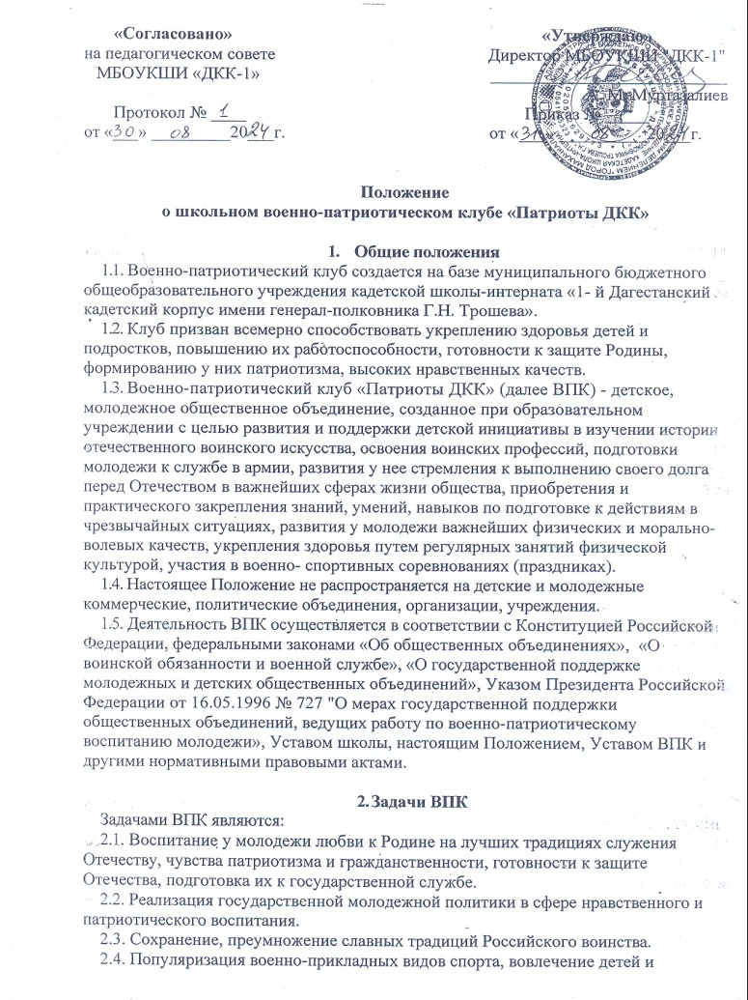 «Согласовано»
на педагогическом совете
МБОУКШИ «ДКК-1»
Протокол № 1
от «30» 08 2024 г.
«Утверждаю»
Директор МБОУКШИ "ДКК-1"
А. М. Муртазалиев
Приказ №
от «31» 08 2024 г.
Положение
о школьном военно-патриотическом клубе «Патриоты ДКК»
1. Общие положения
1.1. Военно-патриотический клуб создается на базе муниципального бюджетного
общеобразовательного учреждения кадетской школы-интерната «1- й Дагестанский
кадетский корпус имени генерал-полковника Г.Н. Трошева».
1.2. Клуб призван всемерно способствовать укреплению здоровья детей и
подростков, повышению их работоспособности, готовности к защите Родины,
формированию у них патриотизма, высоких нравственных качеств.
1.3. Военно-патриотический клуб «Патриоты ДКК» (далее ВПК) - детское,
молодежное общественное объединение, созданное при образовательном
учреждении с целью развития и поддержки детской инициативы в изучении истории
отечественного воинского искусства, освоения воинских профессий, подготовки
молодежи к службе в армии, развития у нее стремления к выполнению своего долга
перед Отечеством в важнейших сферах жизни общества, приобретения и
практического закрепления знаний, умений, навыков по подготовке к действиям в
чрезвычайных ситуациях, развития у молодежи важнейших физических и морально-
волевых качеств, укрепления здоровья путем регулярных занятий физической
культурой, участия в военно- спортивных соревнованиях (праздниках).
1.4. Настоящее Положение не распространяется на детские и молодежные
коммерческие, политические объединения, организации, учреждения.
1.5. Деятельность ВПК осуществляется в соответствии с Конституцией Российской
Федерации, федеральными законами «Об общественных объединениях», «О
воинской обязанности и военной службе», «О государственной поддержке
молодежных и детских общественных объединений», Указом Президента Российской
Федерации от 16.05.1996 № 727 "О мерах государственной поддержки
общественных объединений, ведущих работу по военно-патриотическому
воспитанию молодежи», Уставом школы, настоящим Положением, Уставом ВПК и
другими нормативными правовыми актами.
2. Задачи ВПК
Задачами ВПК являются:
2.1. Воспитание у молодежи любви к Родине на лучших традициях служения
Отечеству, чувства патриотизма и гражданственности, готовности к защите
Отечества, подготовка их к государственной службе.
2.2. Реализация государственной молодежной политики в сфере нравственного и
патриотического воспитания.
2.3. Сохранение, преумножение славных традиций Российского воинства.
2.4. Популяризация военно-прикладных видов спорта, вовлечение детей и